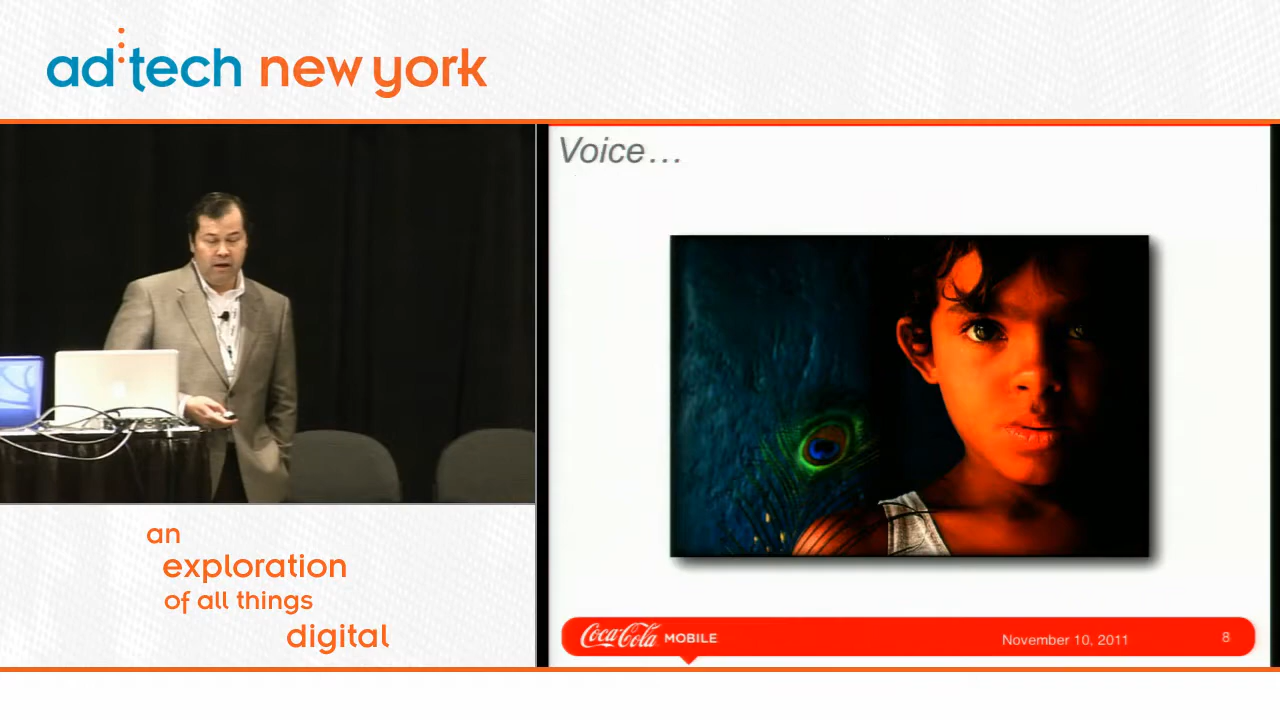 ad:tech new york
Voice...
an
exploration
of all things
digital
Coca-Cola MOBILE
November 10, 2011
8